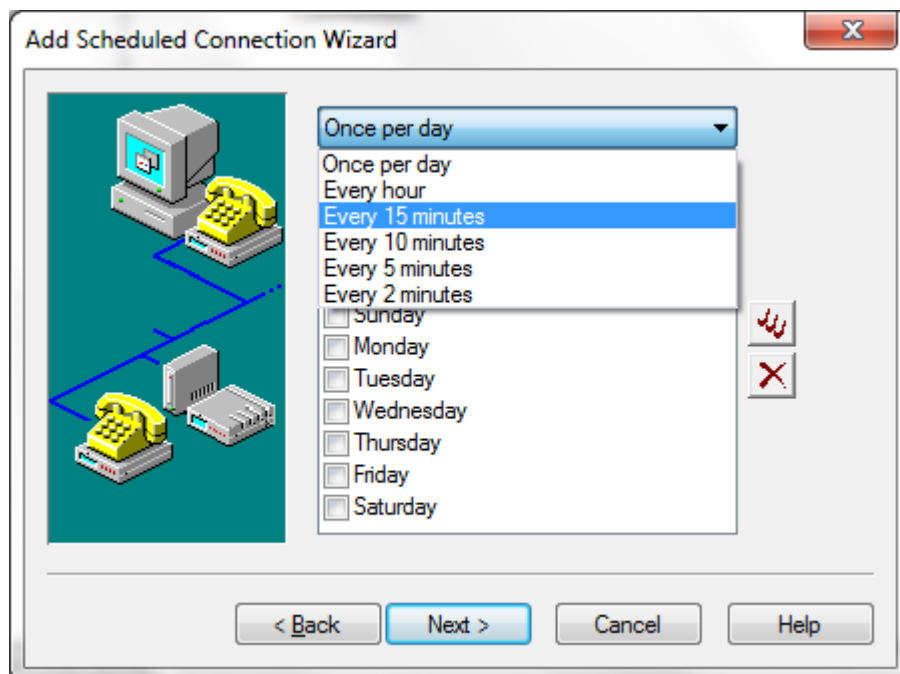 Add Scheduled Connection Wizard
Once per day
Once per day
Every hour
Every 15 minutes
Every 10 minutes
Every 5 minutes
Every 2 minutes
Sunday
Monday
Tuesday
Wednesday
Thursday
Friday
Saturday
< Back Next > Cancel Help